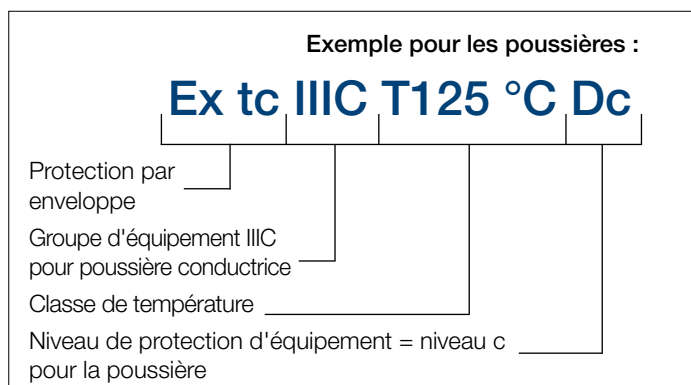 Exemple pour les poussières :
Ex tc IIIC T125 °C Dc
Protection par
enveloppe
Groupe d'équipement IIIC
pour poussière conductrice
Classe de température
Niveau de protection d'équipement = niveau c
pour la poussière